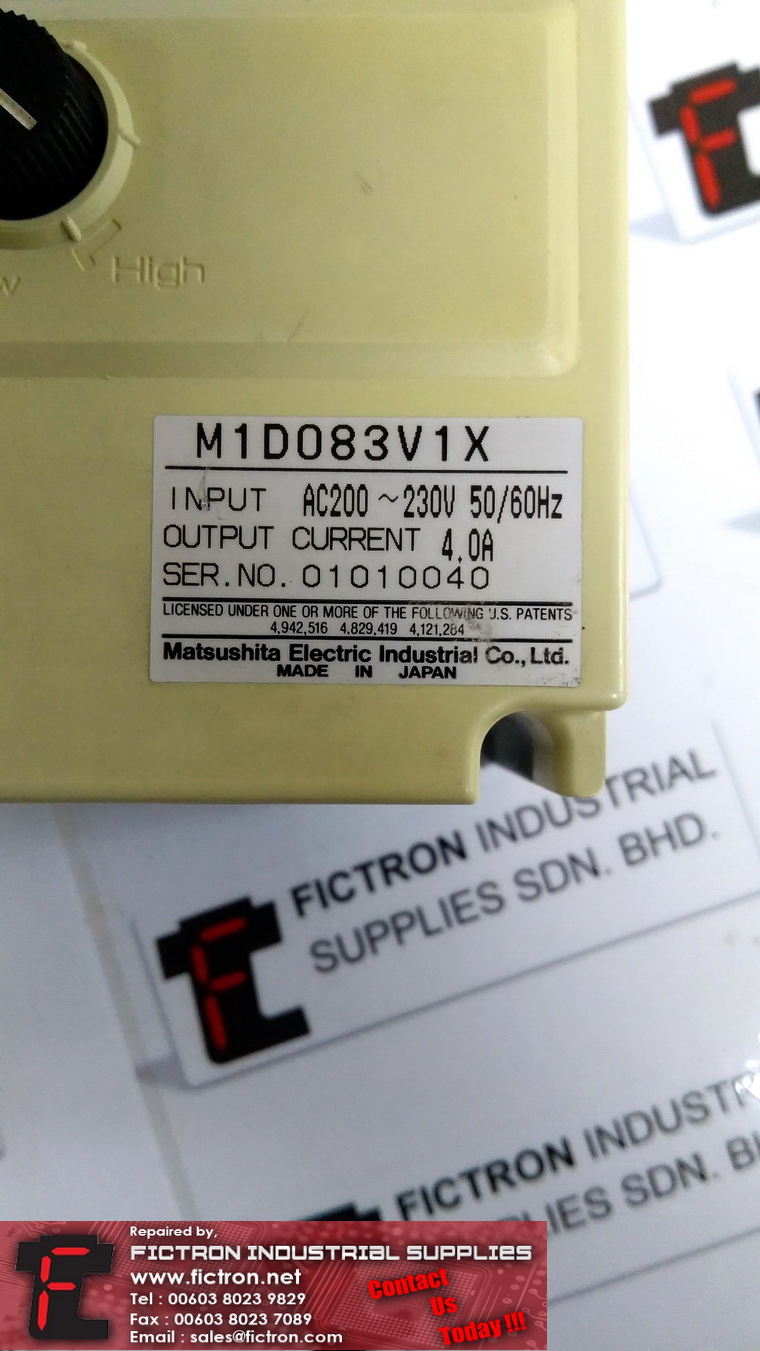 High
M1D083V1X
INPUT AC200 ~ 230V 50/60Hz
OUTPUT CURRENT 4.0A
SER.NO. 01010040
LICENSED UNDER ONE OR MORE OF THE FOLLOWING U.S. PATENTS
4,942,516 4,829,419 4,121,284
Matsushita Electric Industrial Co., Ltd.
MADE IN JAPAN
FICTRON INDUSTRIAL
SUPPLIES SDN. BHD.
FICTRON INDUST
LIES SDN. B
Repaired by,
FICTRON INDUSTRIAL SUPPLIES
www.fictron.net
Tel : 00603 8023 9829
Fax : 00603 8023 7089
Email : sales@fictron.com
Contact
Us
Today !!!